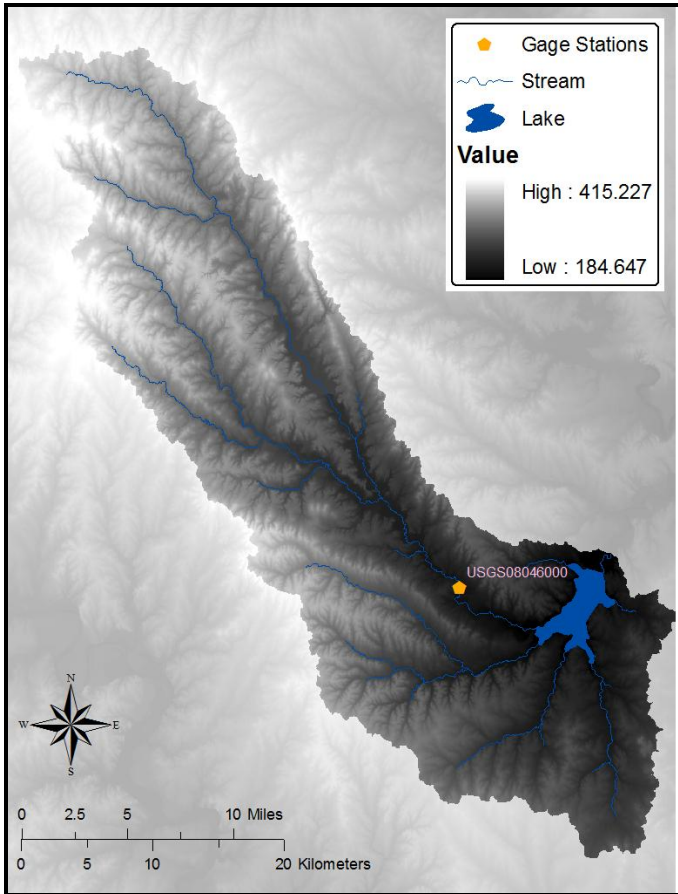 Gage Stations
Stream
Lake
Value
High : 415.227
Low : 184.647
USGS08046000
N
W E
S
0 2.5 5 10 Miles
0 5 10 20 Kilometers